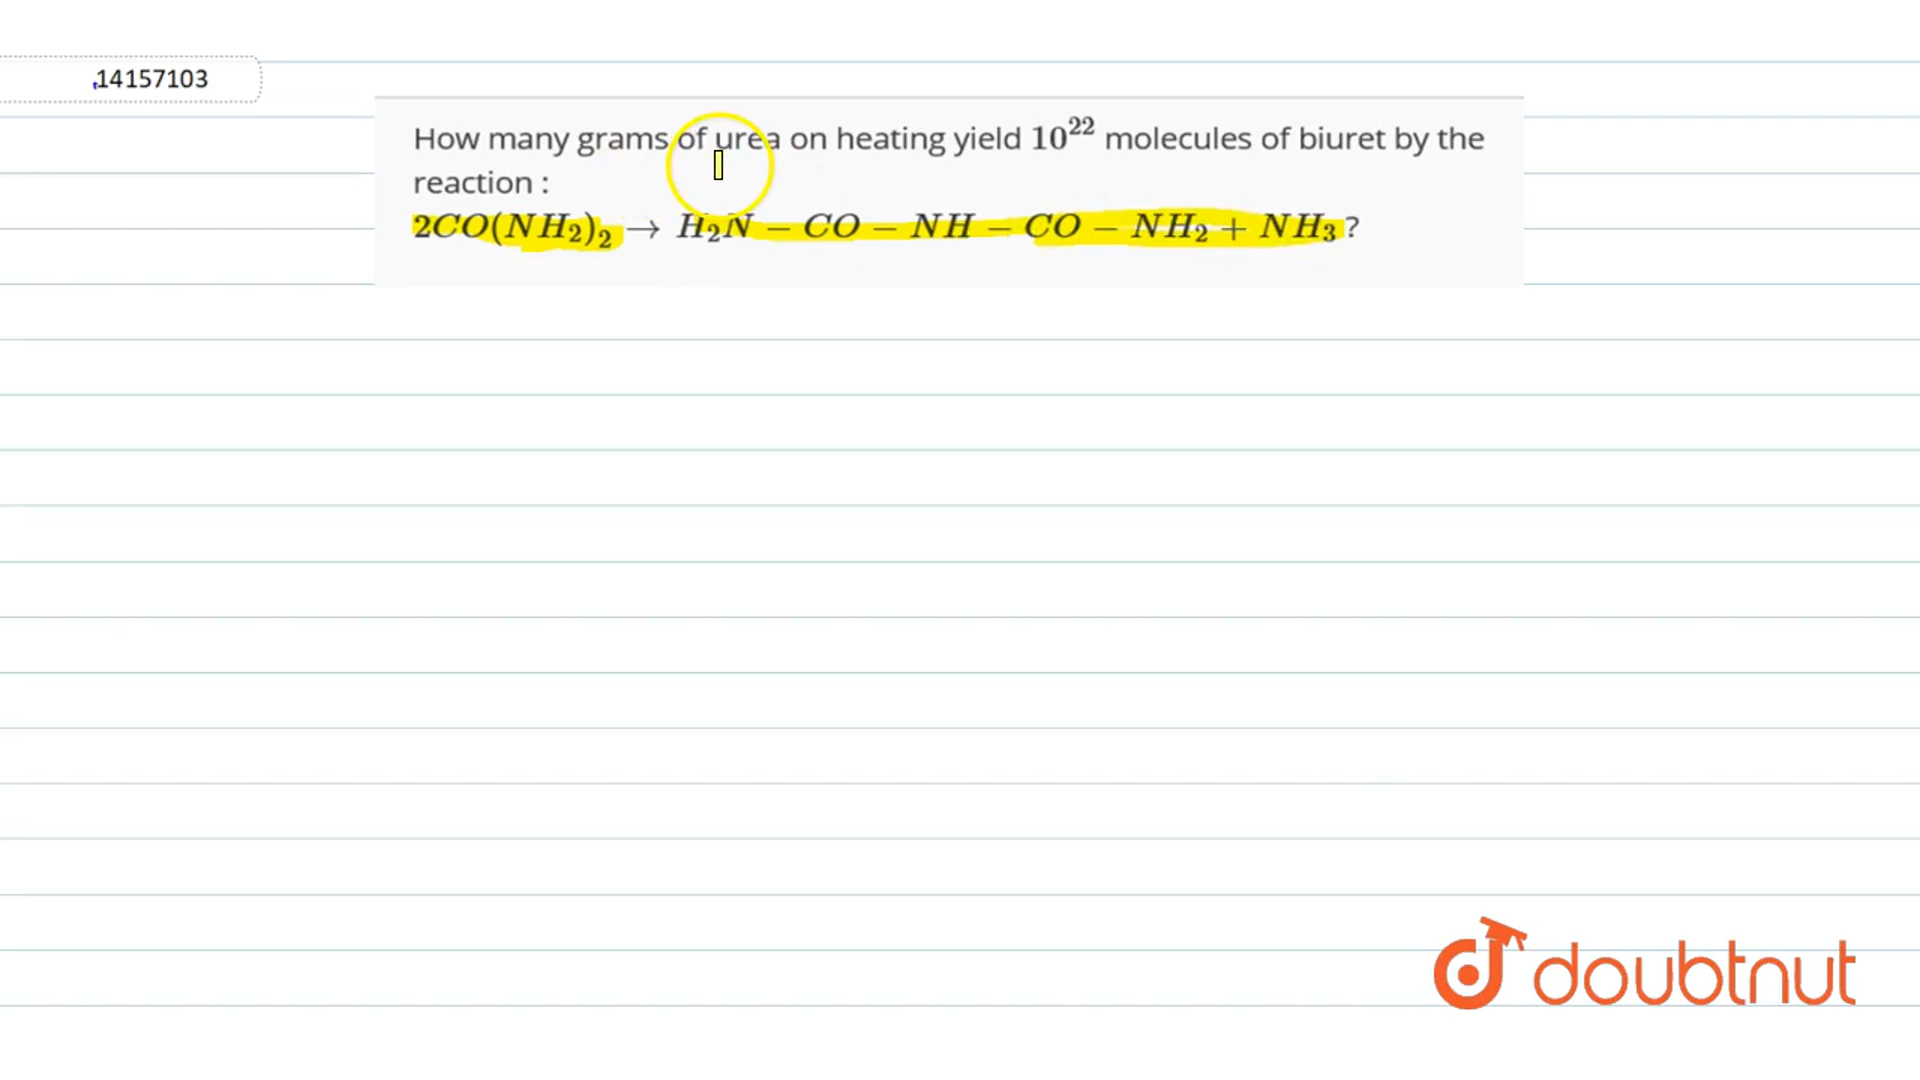 ,14157103
How many grams of urea on heating yield 10^22 molecules of biuret by the
reaction :
2CO(NH₂)₂ → H₂N − CO − NH − CO − NH₂ + NH₃ ?
doubtnut